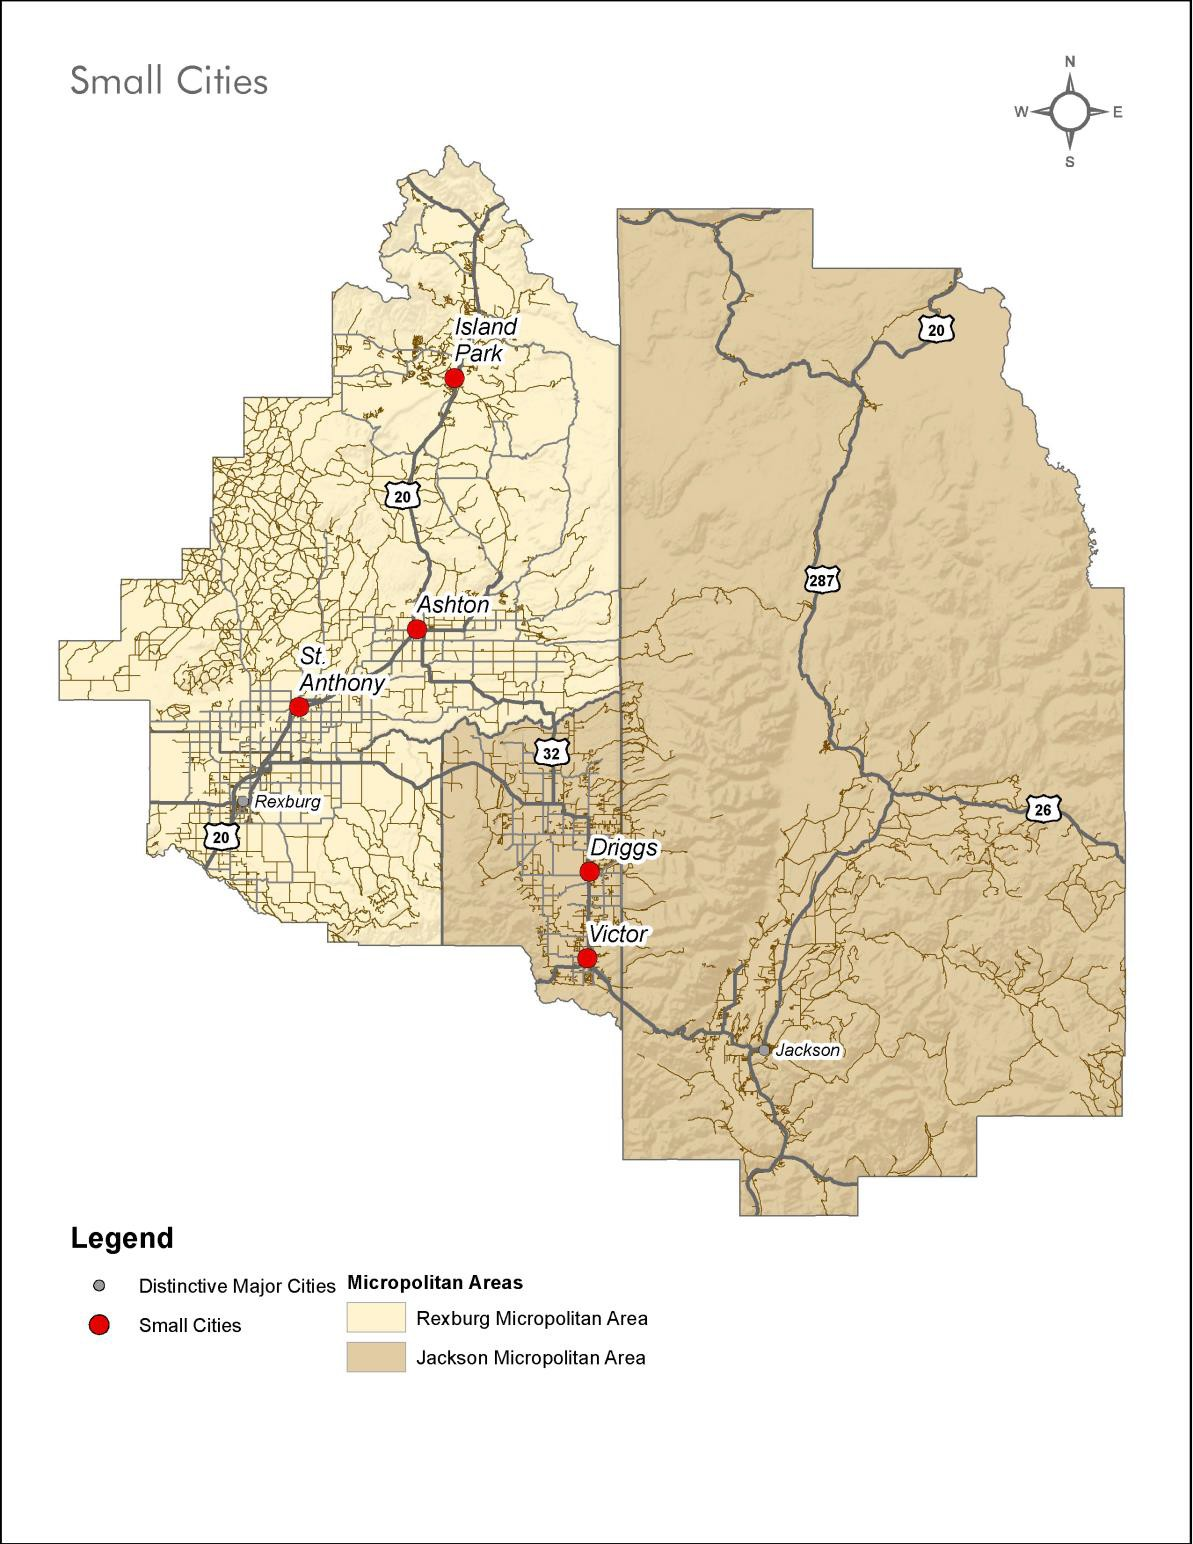 Small Cities
N
W
E
S
Island
Park
20
20
287
Ashton
St.
Anthony
32
Rexburg
26
20
Driggs
Victor
Jackson
Legend
Distinctive Major Cities
Small Cities
Micropolitan Areas
Rexburg Micropolitan Area
Jackson Micropolitan Area